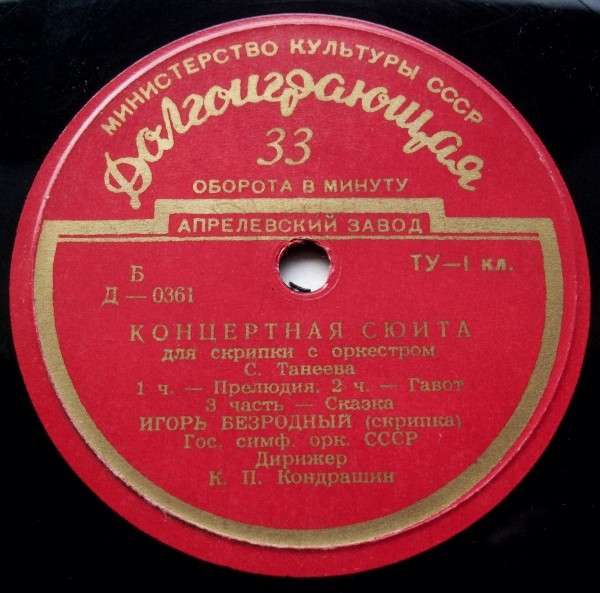 МИНИСТЕРСТВО КУЛЬТУРЫ СССР
Долгоиграющая
33
ОБОРОТА В МИНУТУ
АПРЕЛЕВСКИЙ ЗАВОД
Б
Д — 0361
ТУ—1 кл.
КОНЦЕРТНАЯ СЮИТА
для скрипки с оркестром
С. Танеева
1 ч. — Прелюдия. 2 ч. — Гавот
3 часть — Сказка
ИГОРЬ БЕЗРОДНЫЙ (скрипка)
Гос. симф. орк. СССР
Дирижер
К. П. Кондрашин